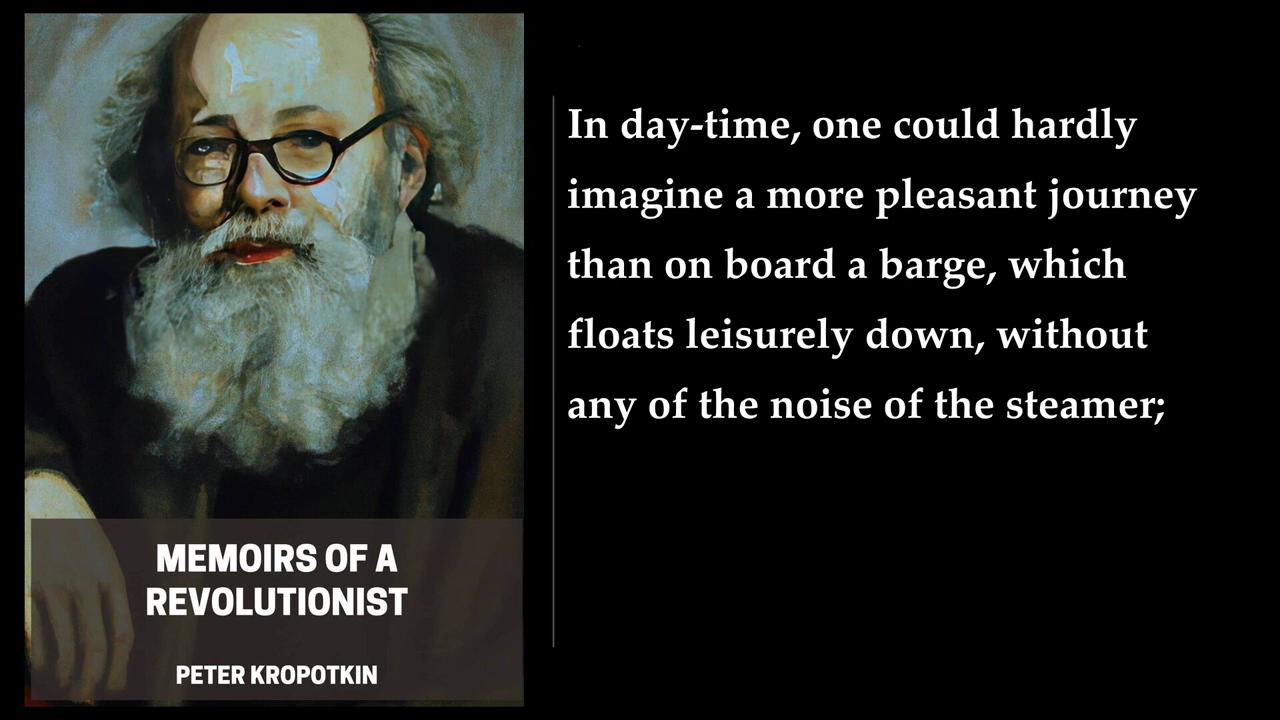 MEMOIRS OF A
REVOLUTIONIST
PETER KROPOTKIN
In day-time, one could hardly
imagine a more pleasant journey
than on board a barge, which
floats leisurely down, without
any of the noise of the steamer;